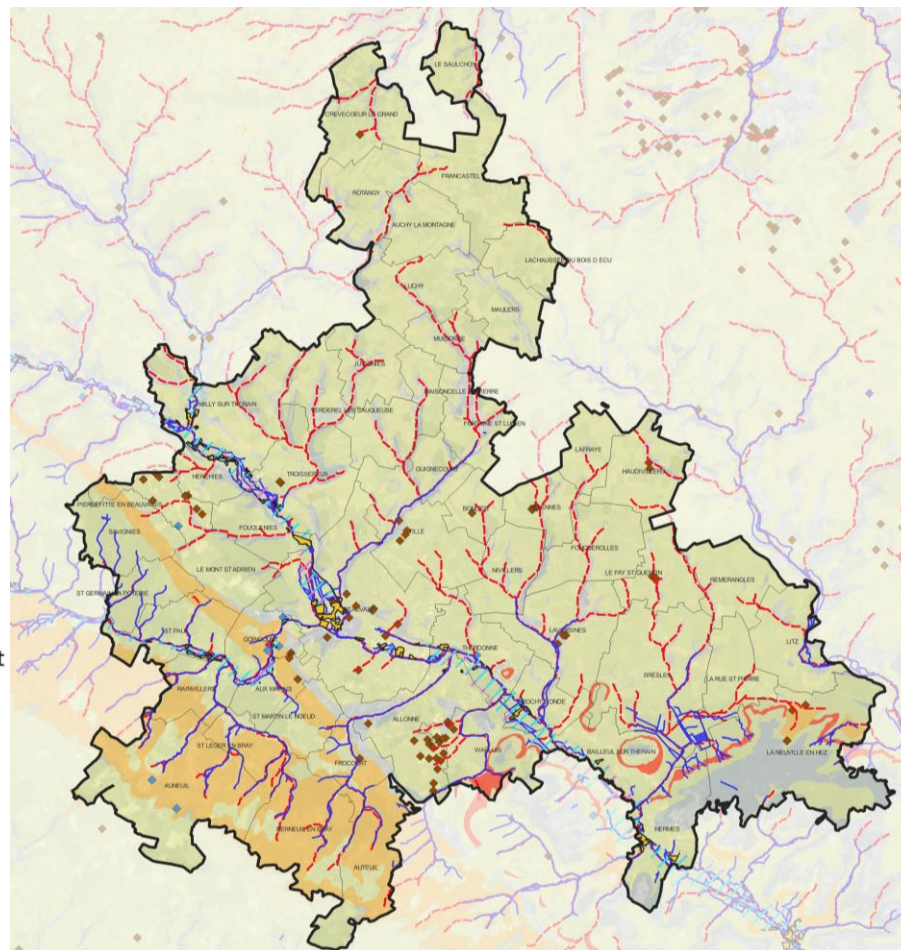 LE SAULCHOY
CREVECOEUR LE GRAND
FRANCASTEL
ROTANGY
AUCHY LA MONTAGNE
LACHAUSSEE DU BOIS D ECU
LUCHY
MAULERS
MUIDORGE
JUVIGNIES
MAISONCELLE ST PIERRE
MILLY SUR THERAIN
VERDEREL LES SAUQUEUSE
FONTAINE ST LUCIEN
LAFRAYE
GUIGNECOURT
HAUDIVILLERS
HERCHIES
TROISSEREUX
PIERREFITTE EN BEAUVAISIS
SAVIGNIES
FOUQUENIES
TILLE
FOUQUEROLLES
LE MONT ST ADRIEN
NIVILLERS
LE FAY ST QUENTIN
REMERANGLES
ST GERMAIN LA POTERIE
ST PAUL
GOINCOURT
LAVERSINES
LITZ
THERDONNE
t
RAINVILLERS
AUX MARAIS
BRESLES
LA RUE ST PIERRE
ST MARTIN LE NOEUD
ROCHY CONDE
ALLONNE
ST LEGER EN BRAY
WARLUIS
BAILLEUL SUR THERAIN
LA NEUVILLE EN HEZ
FROCOURT
AUNEUIL
BERNEUIL EN BRAY
HERMES
AUTEUIL